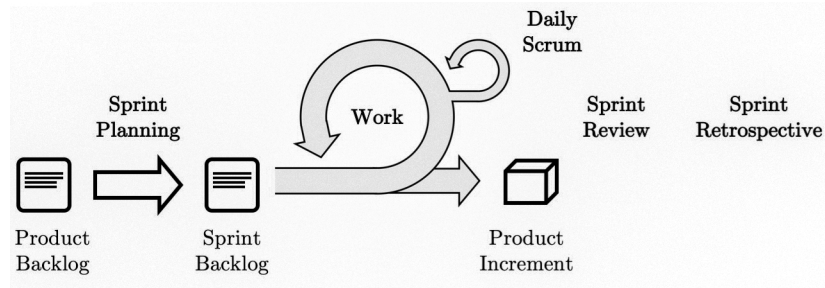 Daily
Scrum
Sprint
Planning
Work
Sprint
Review
Sprint
Retrospective
Product
Backlog
Sprint
Backlog
Product
Increment